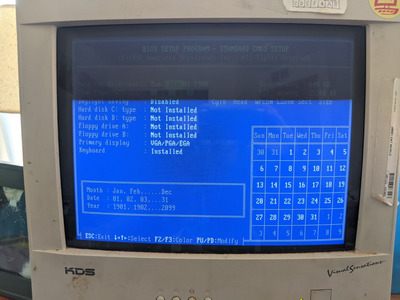 BIOS SETUP PROGRAM - STANDARD CMOS SETUP
Daylight saving : Disabled
Hard disk C: type : Not Installed
Hard disk D: type : Not Installed
Floppy drive A: : Not Installed
Floppy drive B: : Not Installed
Primary display : VGA/PGA/EGA
Keyboard : Installed
Sun Mon Tue Wed Thu Fri Sat
30 31 1 2 3 4 5
6 7 8 9 10 11 12
13 14 15 16 17 18 19
20 21 22 23 24 25 26
27 28 29 30 31 1 2
3 4 5 6 7 8 9
Month : Jan, Feb,.....Dec
Date : 01, 02, 03,...31
Year : 1901, 1902,...2099
ESC:Exit ↓→↑←:Select F2/F3:Color PU/PD:Modify
KDS
Visual Sensations